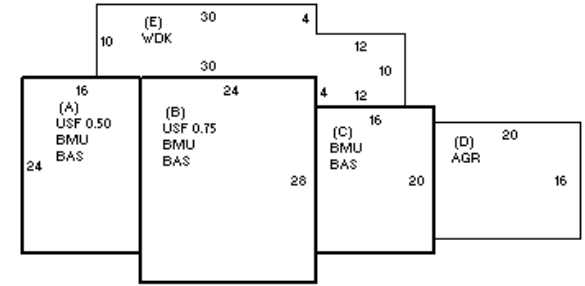 (E)
WDK
30
4
10
12
10
30
4
12
16
(A)
USF 0.50
BMU
BAS
24
24
(B)
USF 0.75
BMU
BAS
28
16
(C)
BMU
BAS
20
(D)
AGR
20
16